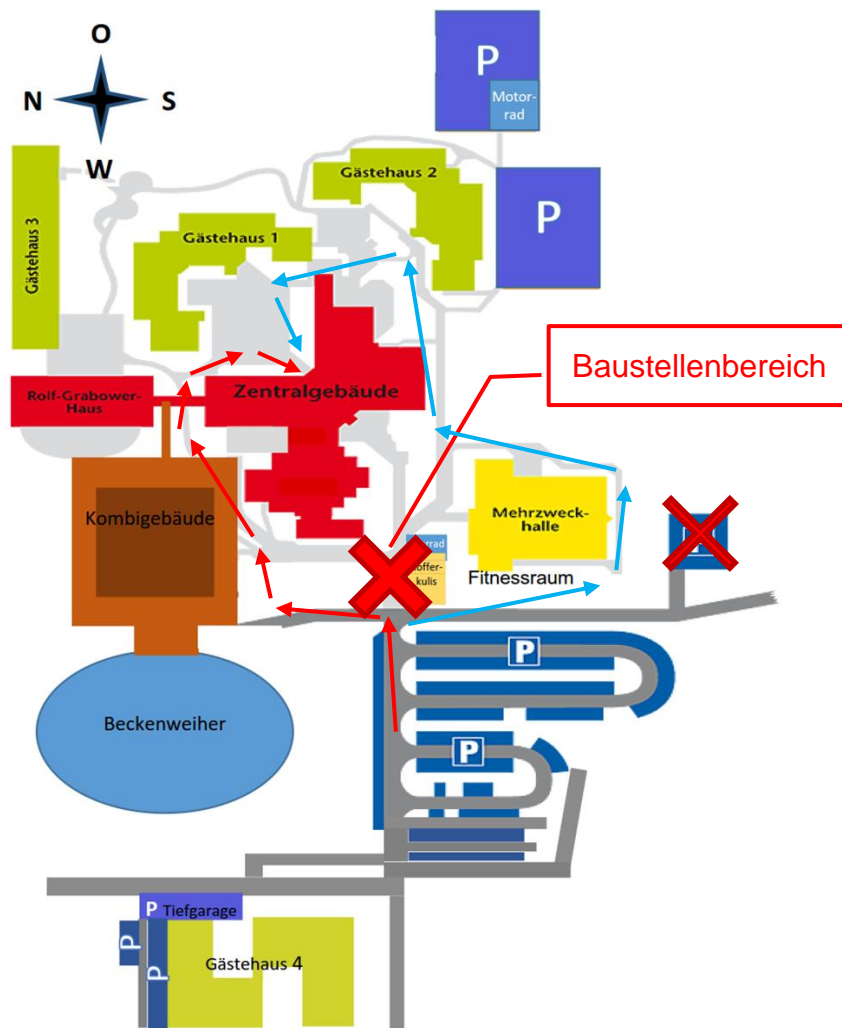 O
N
S
W
P
Motor-
rad
P
Gästehaus 2
Gästehaus 1
Gästehaus 3
Baustellenbereich
Zentralgebäude
Rolf-Grabower-
Haus
Kombigebäude
Mehrzweck-
halle
Fitnessraum
kulis
P
P
Beckenweiher
P Tiefgarage
P
P
Gästehaus 4